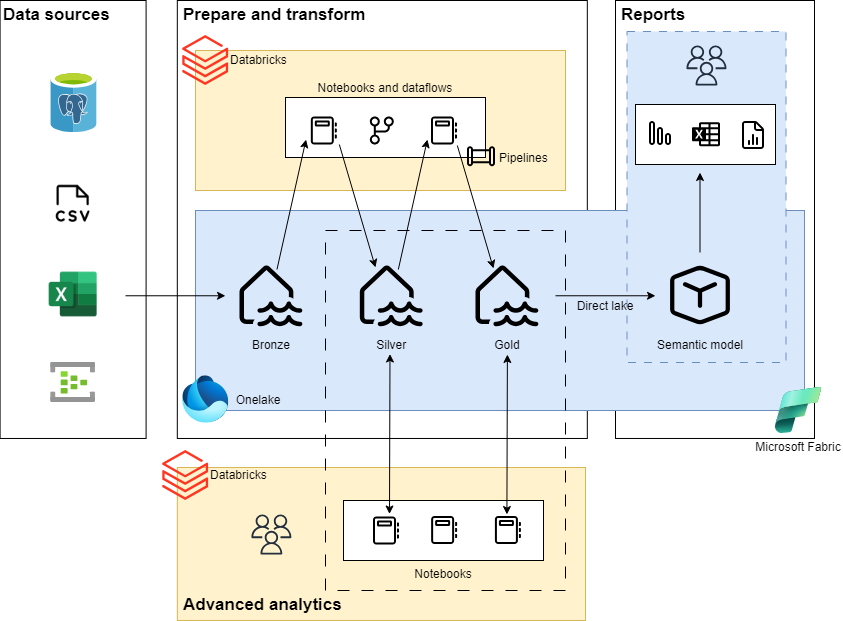 Data sources
Prepare and transform
Reports
Databricks
Notebooks and dataflows
Pipelines
CSV
X
X
Direct lake
Bronze
Silver
Gold
Semantic model
Onelake
Microsoft Fabric
Databricks
Notebooks
Advanced analytics